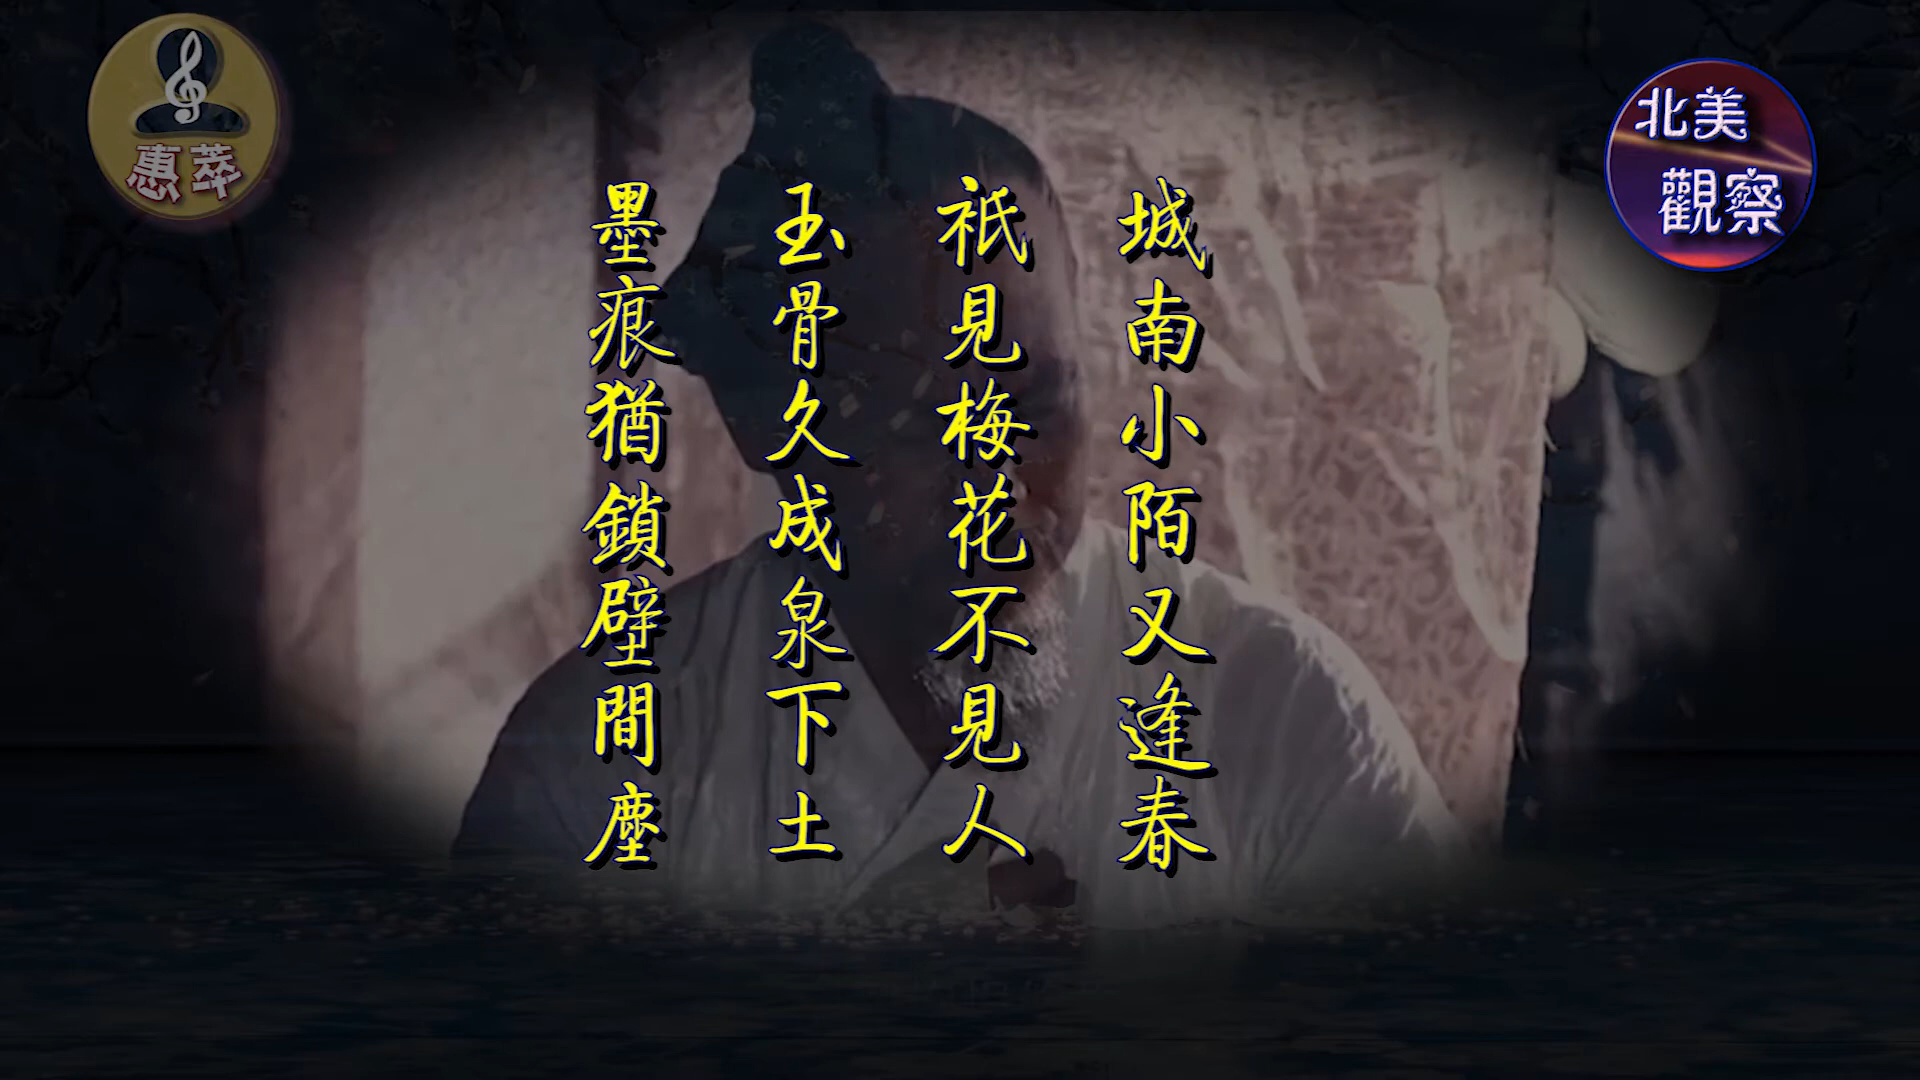 城南小陌又逢春
祇見梅花不見人
玉骨久成泉下土
墨痕猶鎖壁間塵
惠萃
北美
觀察